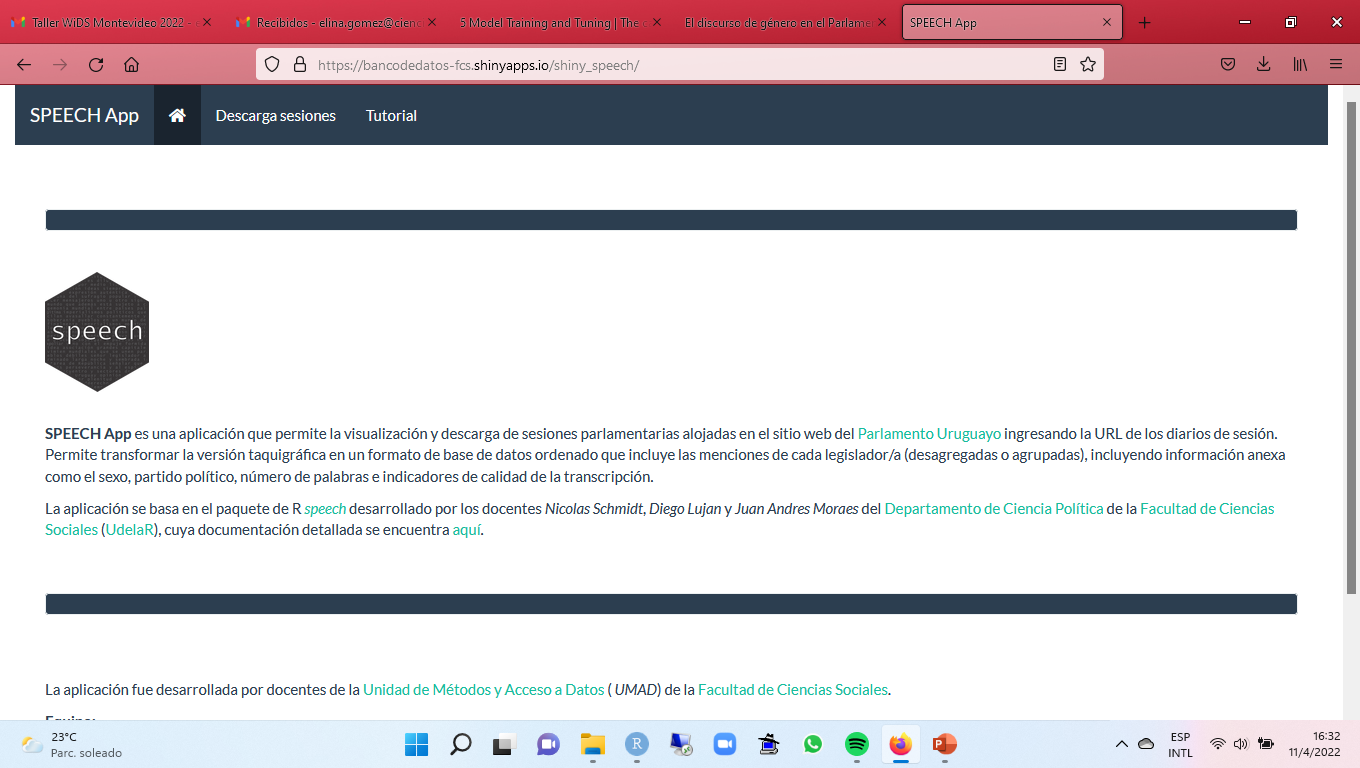 Taller WiDS Montevideo 2022 -
Recibidos - elina.gomez@cien
5 Model Training and Tuning | The
El discurso de género en el Parlame
SPEECH App
https://bancodedatos-fcs.shinyapps.io/shiny_speech/
SPEECH App
Descarga sesiones
Tutorial
speech
SPEECH App es una aplicación que permite la visualización y descarga de sesiones parlamentarias alojadas en el sitio web del Parlamento Uruguayo ingresando la URL de los diarios de sesión.
Permite transformar la versión taquigráfica en un formato de base de datos ordenado que incluye las menciones de cada legislador/a (desagregadas o agrupadas), incluyendo información anexa
como el sexo, partido político, número de palabras e indicadores de calidad de la transcripción.
La aplicación se basa en el paquete de R speech desarrollado por los docentes Nicolas Schmidt, Diego Lujan y Juan Andres Moraes del Departamento de Ciencia Política de la Facultad de Ciencias
Sociales (UdelaR), cuya documentación detallada se encuentra aquí.
La aplicación fue desarrollada por docentes de la Unidad de Métodos y Acceso a Datos ( UMAD) de la Facultad de Ciencias Sociales.
Equipo:
23°C
Parc. soleado
R
P
ESP
INTL
16:32
11/4/2022